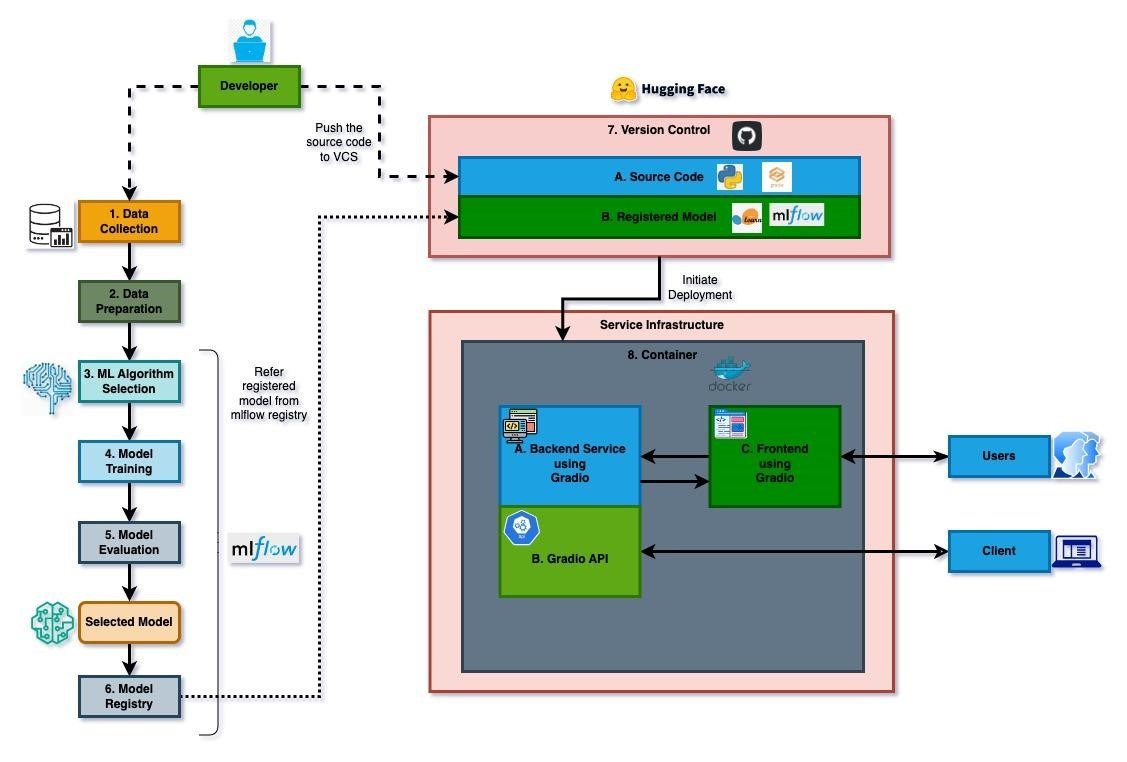 Developer
Push the
source code
to VCS
Hugging Face
7. Version Control
A. Source Code
gradio
B. Registered Model
learn
mlflow
1. Data
Collection
2. Data
Preparation
3. ML Algorithm
Selection
4. Model
Training
5. Model
Evaluation
Selected Model
6. Model
Registry
mlflow
Refer
registered
model from
mlflow registry
Initiate
Deployment
Service Infrastructure
8. Container
docker
A. Backend Service
using
Gradio
C. Frontend
using
Gradio
B. Gradio API
Users
Client